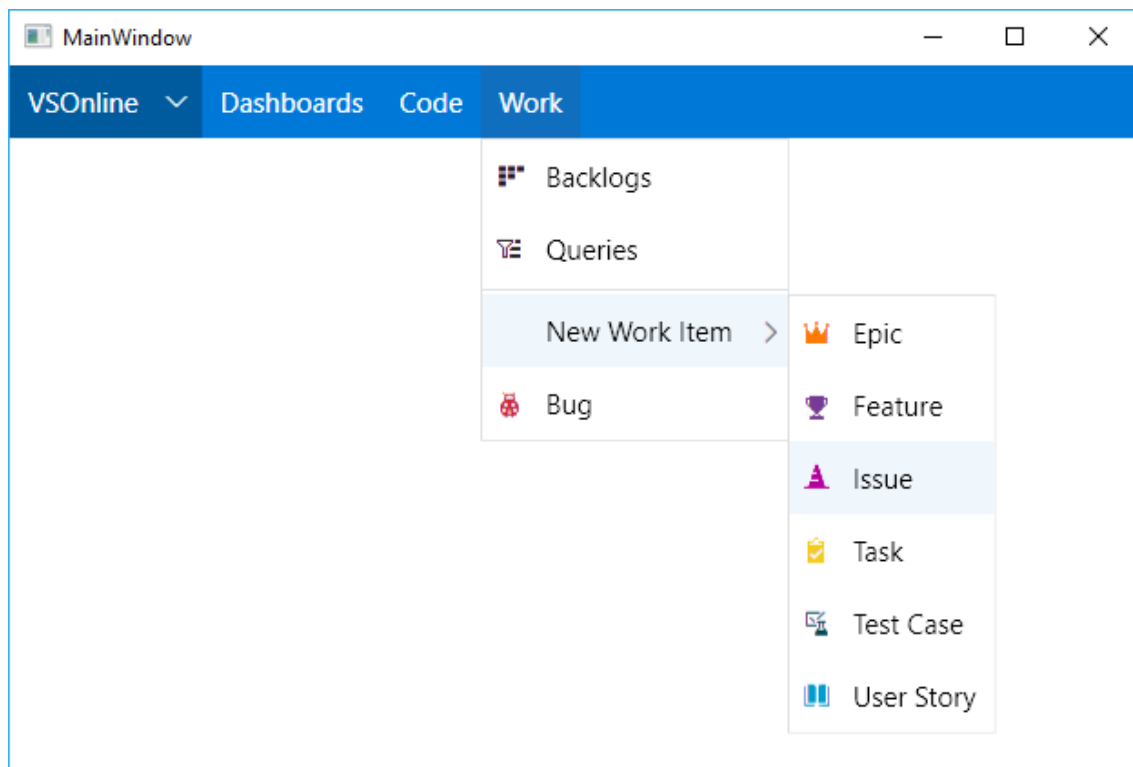 MainWindow
VSOnline Dashboards Code Work
Backlogs
Queries
New Work Item
Bug
Epic
Feature
Issue
Task
Test Case
User Story